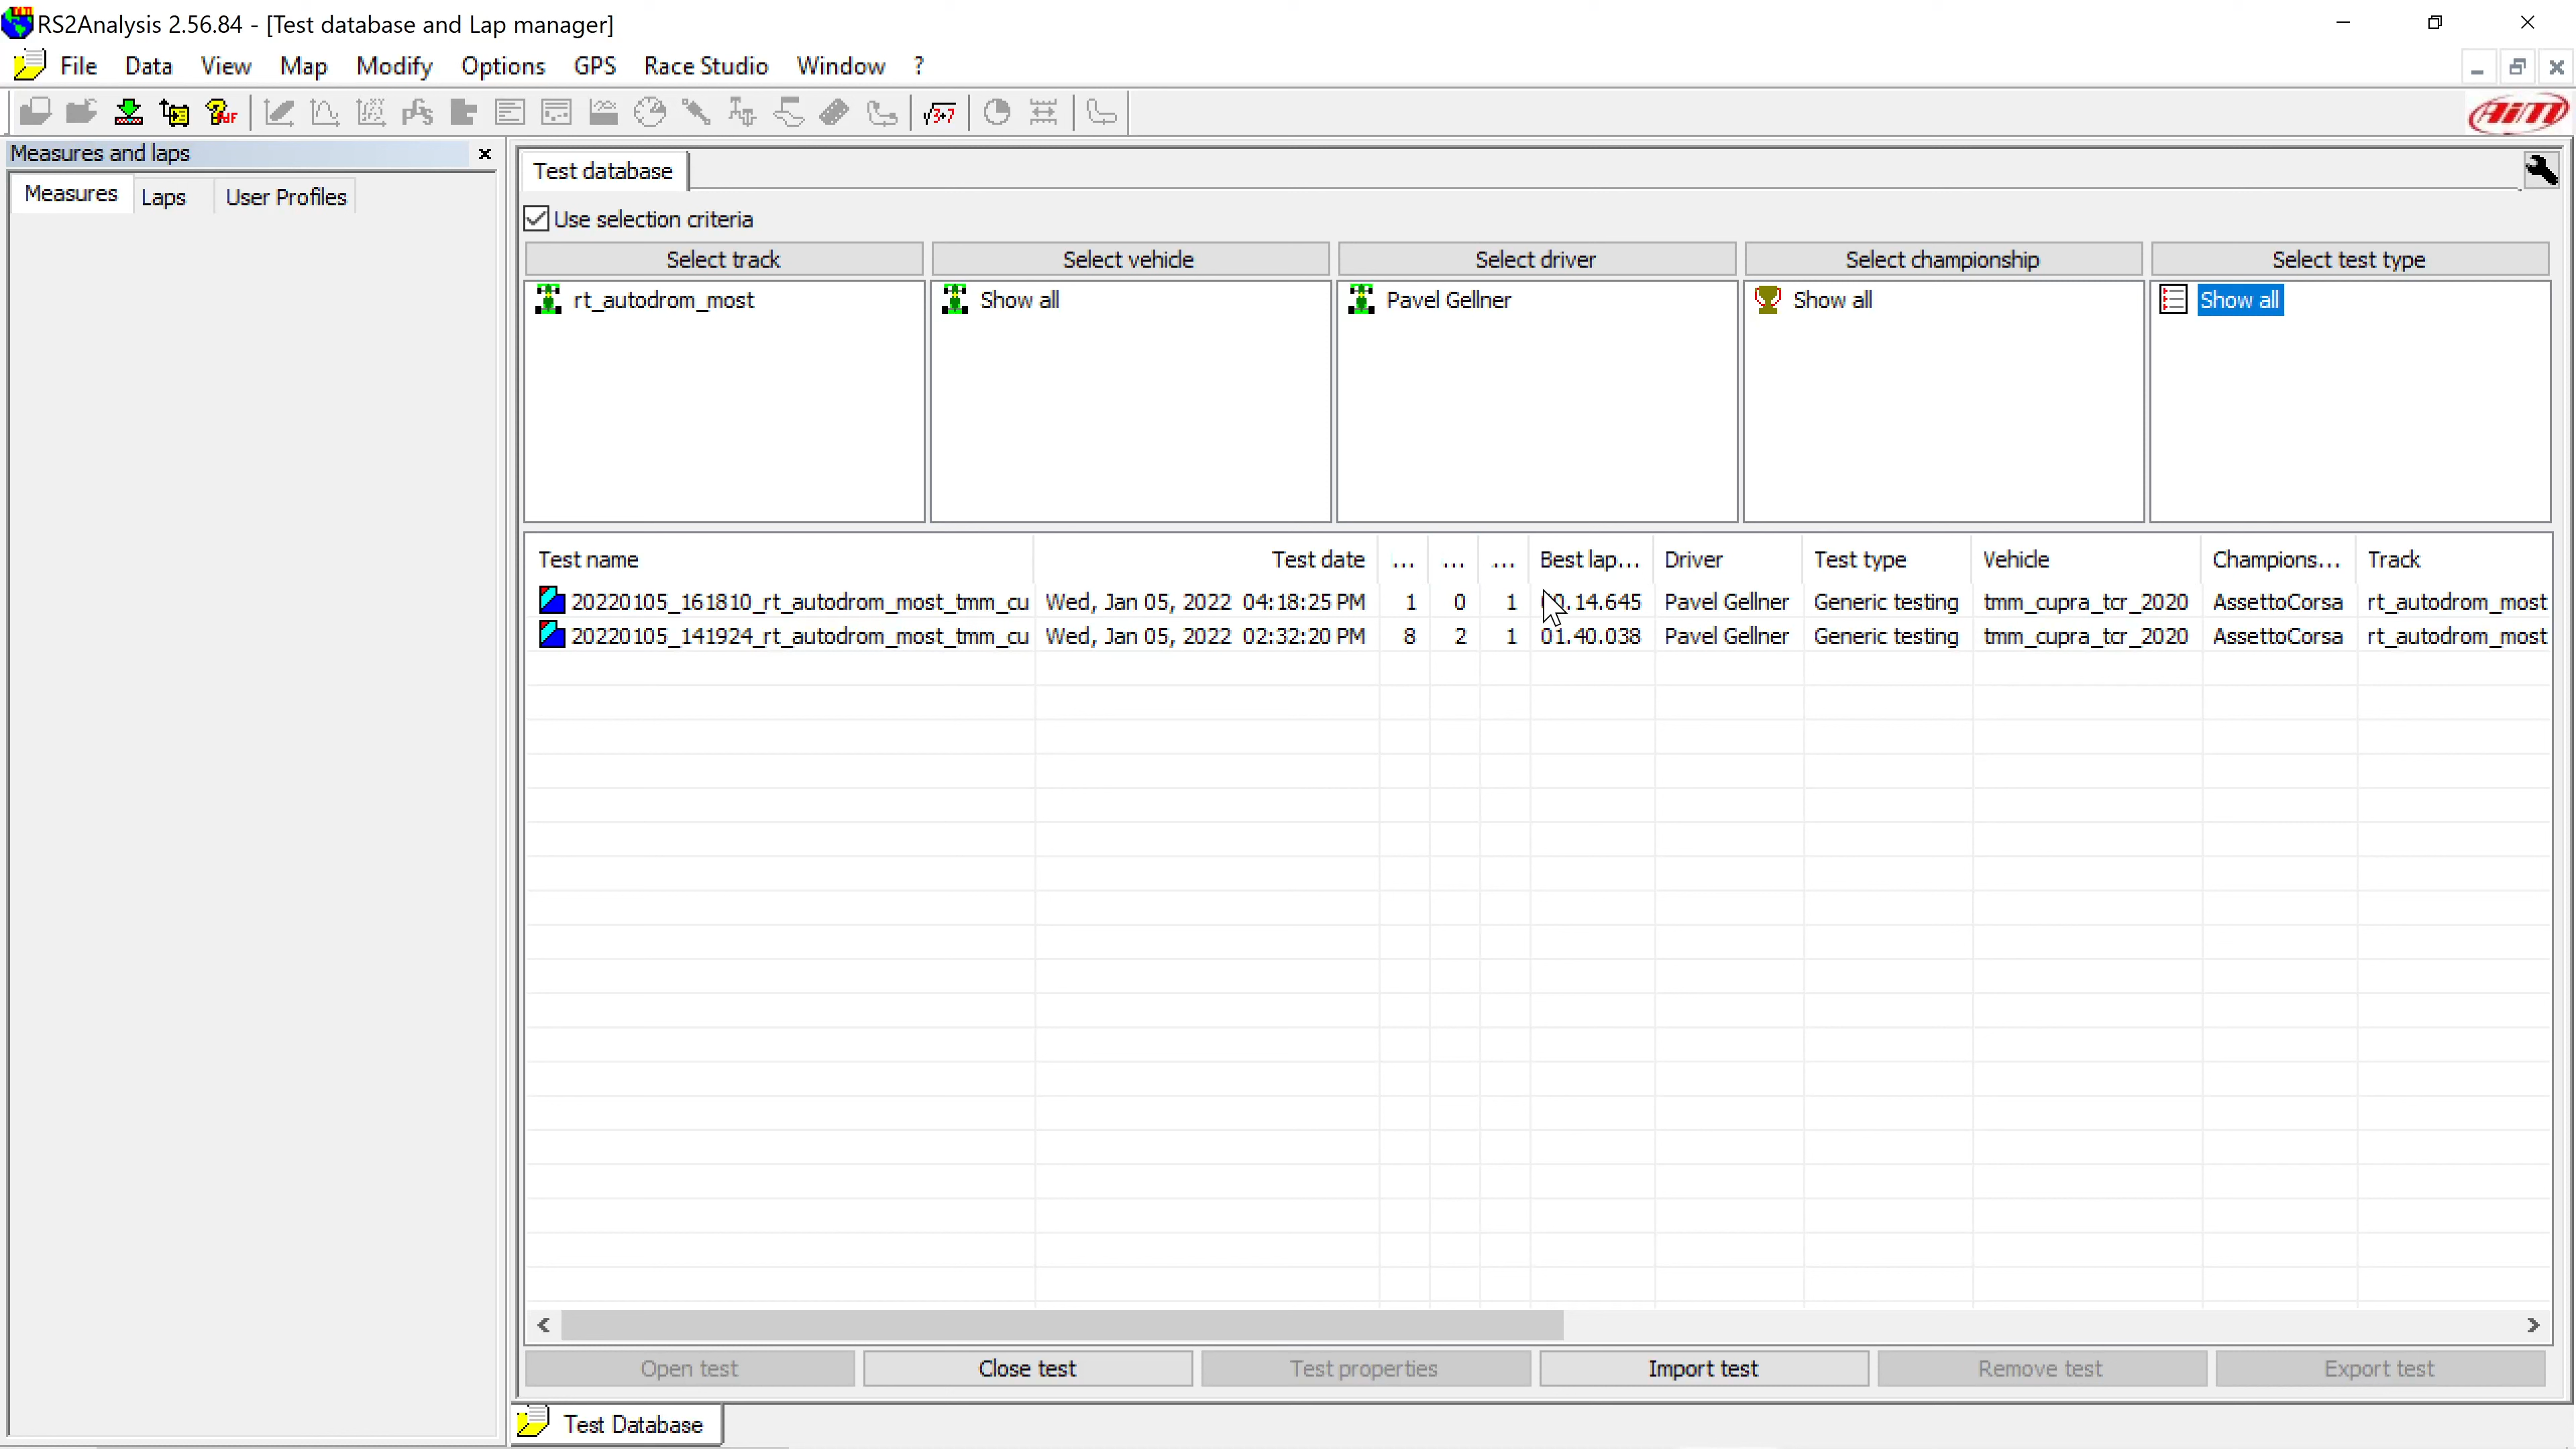 RS2Analysis 2.56.84 - [Test database and Lap manager]
File Data View Map Modify Options GPS Race Studio Window ?
AiM
Measures and laps
Measures Laps User Profiles
Test database
Use selection criteria
Select track Select vehicle Select driver Select championship Select test type
rt_autodrom_most Show all Pavel Gellner Show all Show all
Test name Test date ... ... ... Best lap... Driver Test type Vehicle Champions... Track
20220105_161810_rt_autodrom_most_tmm_cu Wed, Jan 05, 2022 04:18:25 PM 1 0 1 .14.645 Pavel Gellner Generic testing tmm_cupra_tcr_2020 AssettoCorsa rt_autodrom_most
20220105_141924_rt_autodrom_most_tmm_cu Wed, Jan 05, 2022 02:32:20 PM 8 2 1 01.40.038 Pavel Gellner Generic testing tmm_cupra_tcr_2020 AssettoCorsa rt_autodrom_most
Open test Close test Test properties Import test Remove test Export test
Test Database